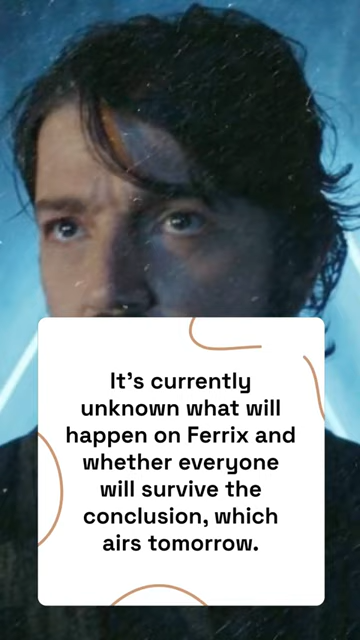 It's currently
unknown what will
happen on Ferrix and
whether everyone
will survive the
conclusion, which
airs tomorrow.